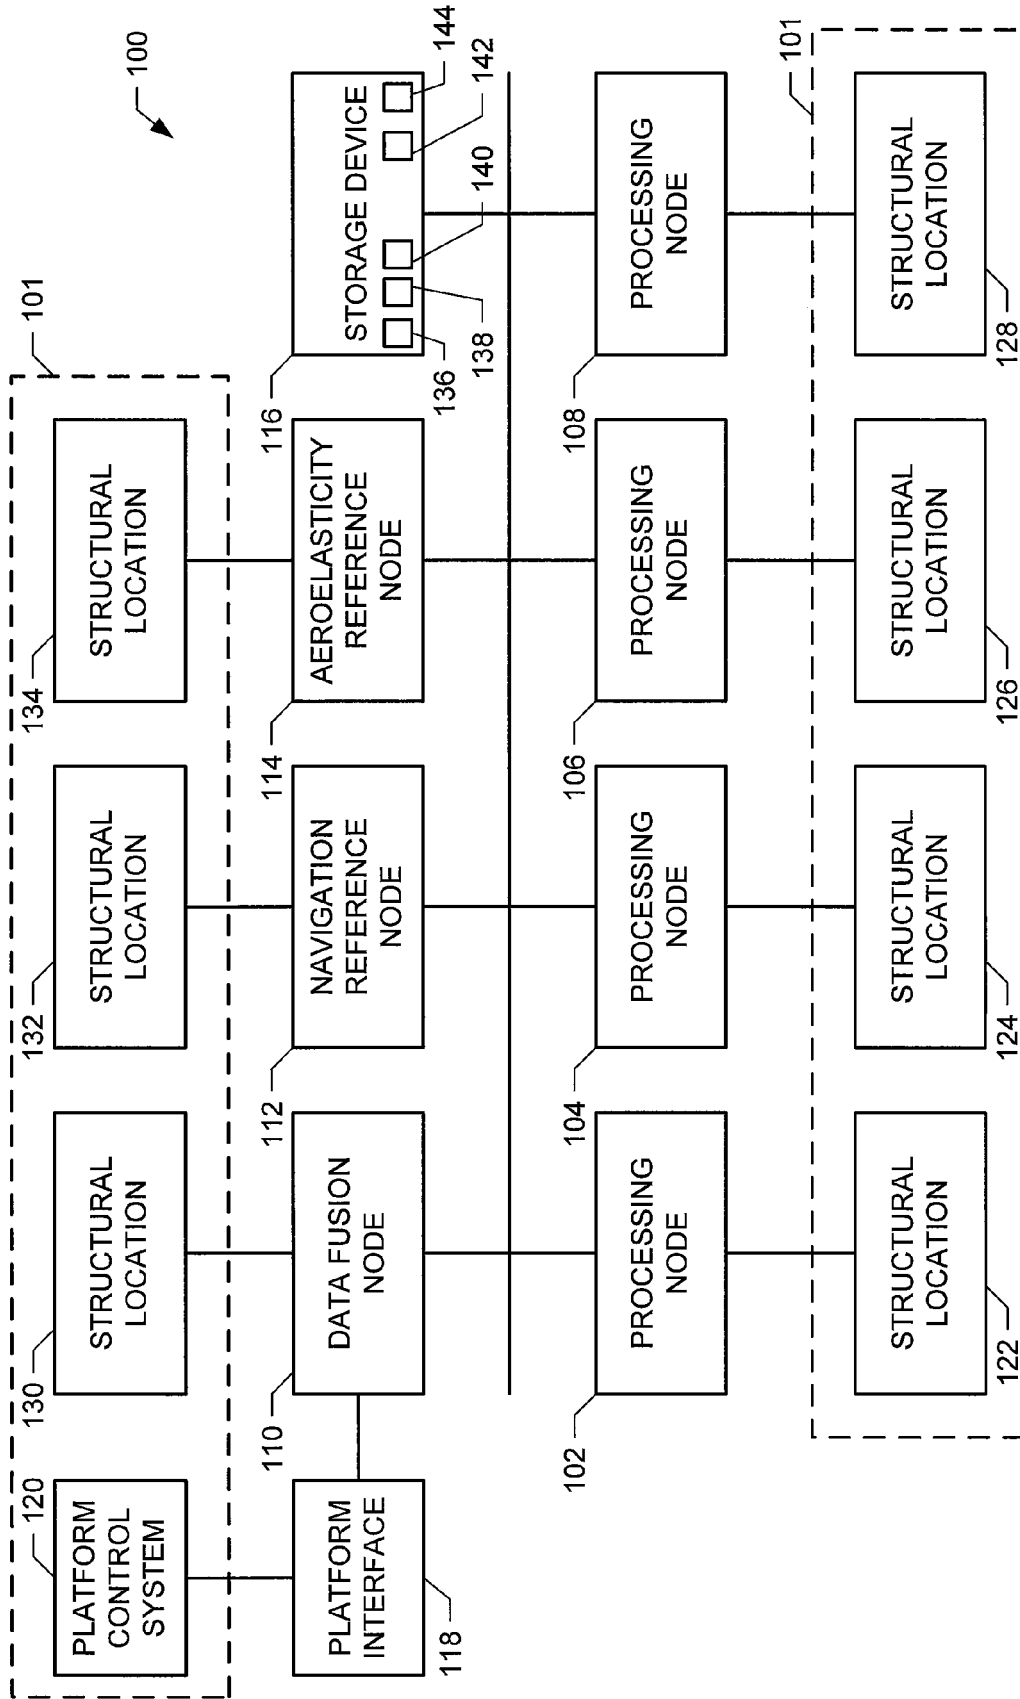 100
101
120
PLATFORM
CONTROL
SYSTEM
130
STRUCTURAL
LOCATION
132
STRUCTURAL
LOCATION
134
STRUCTURAL
LOCATION
118
PLATFORM
INTERFACE
110
DATA FUSION
NODE
112
NAVIGATION
REFERENCE
NODE
114
AEROELASTICITY
REFERENCE
NODE
116
STORAGE DEVICE
136
138
140
142
144
102
PROCESSING
NODE
104
PROCESSING
NODE
106
PROCESSING
NODE
108
PROCESSING
NODE
101
122
STRUCTURAL
LOCATION
124
STRUCTURAL
LOCATION
126
STRUCTURAL
LOCATION
128
STRUCTURAL
LOCATION